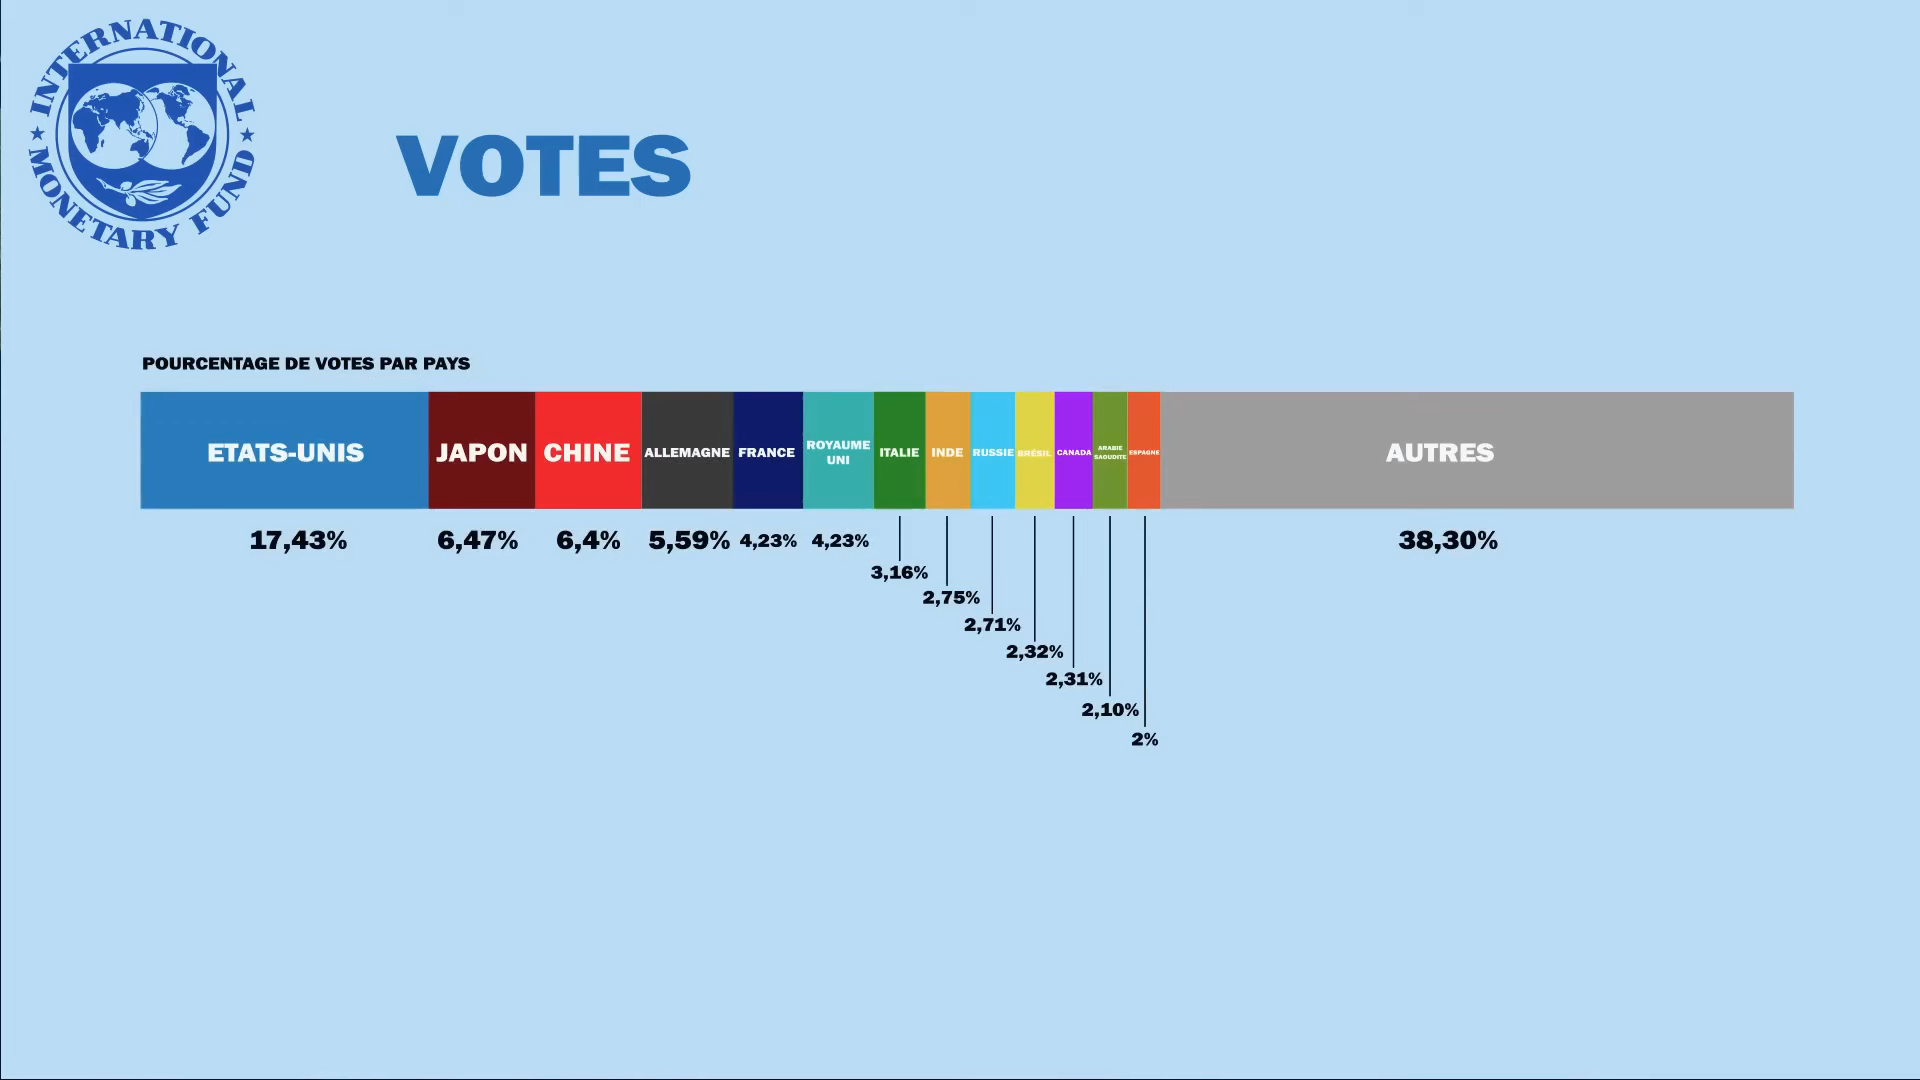 INTERNATIONAL
MONETARY FUND
VOTES
POURCENTAGE DE VOTES PAR PAYS
ETATS-UNIS
JAPON
CHINE
ALLEMAGNE
FRANCE
ROYAUME
UNI
ITALIE
INDE
RUSSIE
BRÉSIL
CANADA
ARABIE
SAOUDITE
ESPAGNE
AUTRES
17,43%
6,47%
6,4%
5,59%
4,23%
4,23%
38,30%
3,16%
2,75%
2,71%
2,32%
2,31%
2,10%
2%